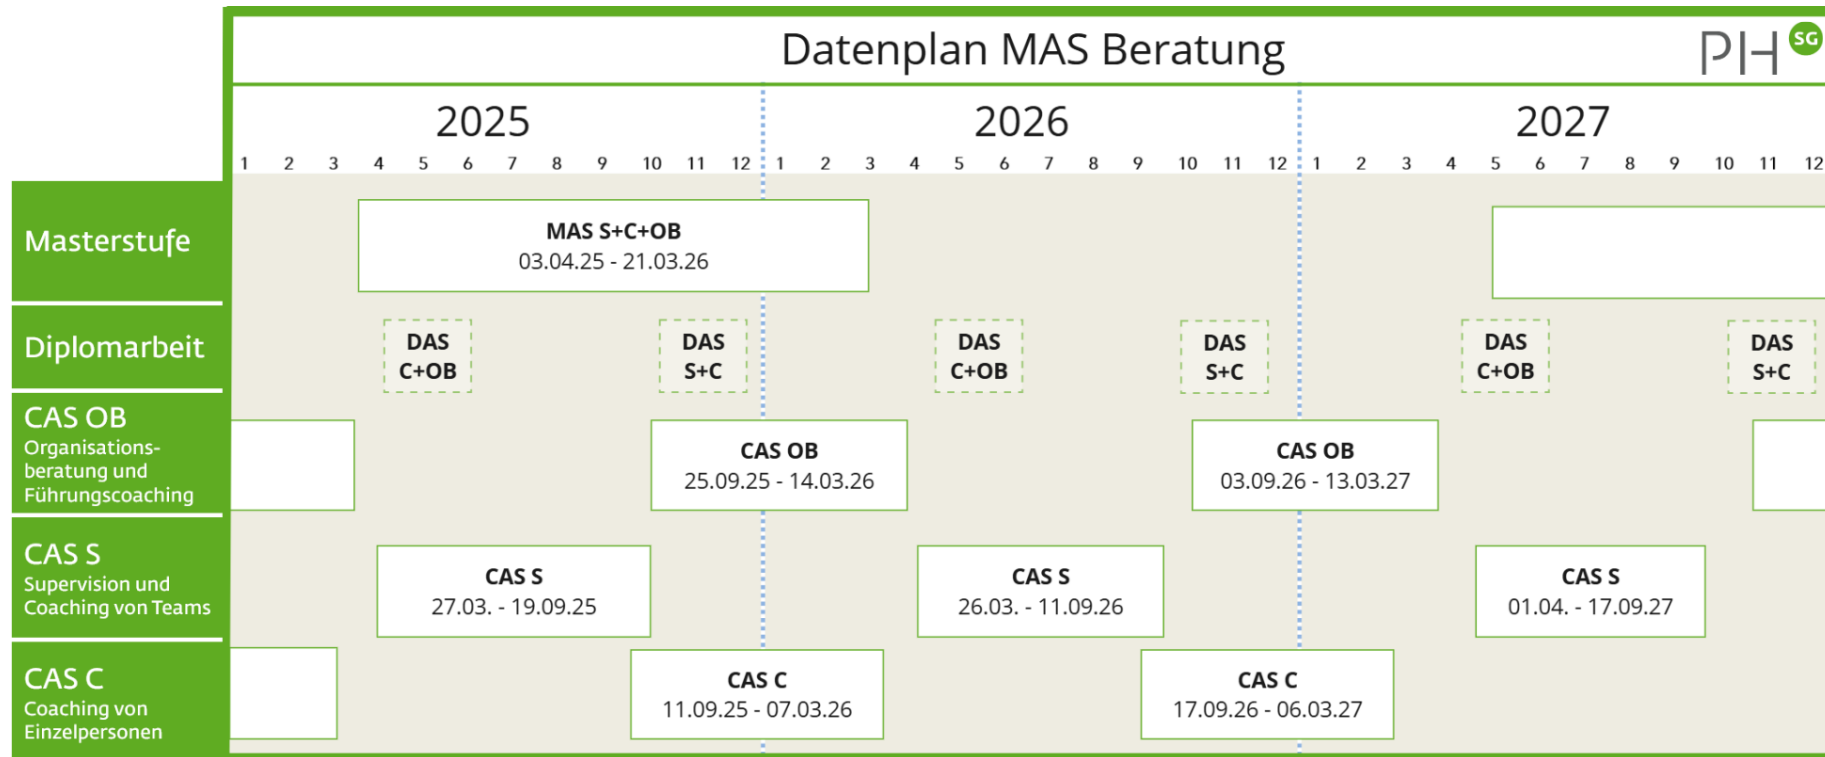 Datenplan MAS Beratung
PH SG
2025 2026 2027
1 2 3 4 5 6 7 8 9 10 11 12 1 2 3 4 5 6 7 8 9 10 11 12 1 2 3 4 5 6 7 8 9 10 11 12
Masterstufe
MAS S+C+OB
03.04.25 - 21.03.26
Diplomarbeit
DAS
C+OB
DAS
S+C
DAS
C+OB
DAS
S+C
DAS
C+OB
DAS
S+C
CAS OB
Organisations-
beratung und
Führungscoaching
CAS OB
25.09.25 - 14.03.26
CAS OB
03.09.26 - 13.03.27
CAS S
Supervision und
Coaching von Teams
CAS S
27.03. - 19.09.25
CAS S
26.03. - 11.09.26
CAS S
01.04. - 17.09.27
CAS C
Coaching von
Einzelpersonen
CAS C
11.09.25 - 07.03.26
CAS C
17.09.26 - 06.03.27